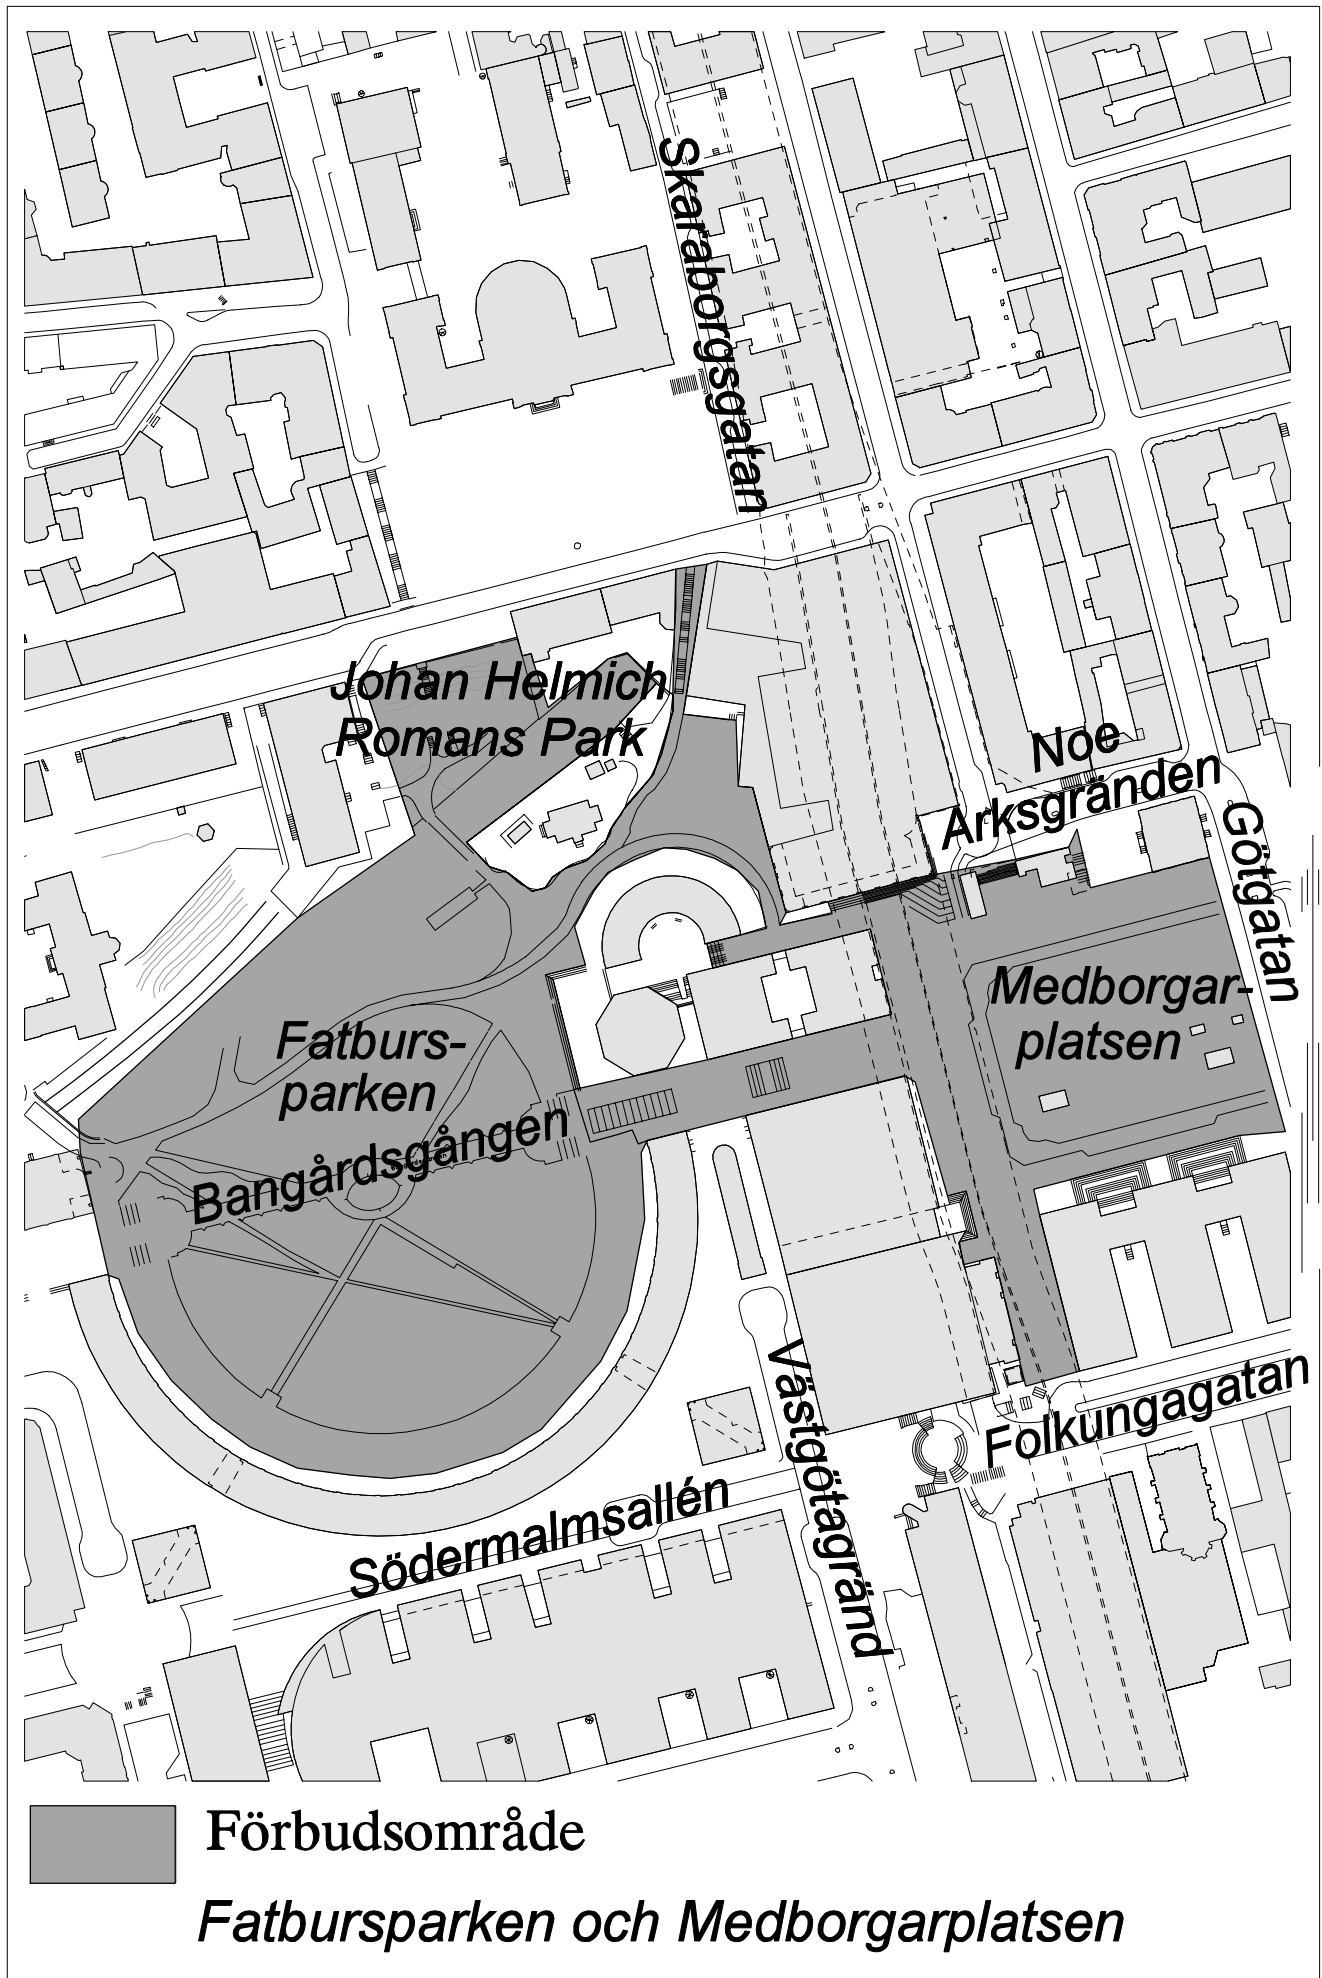 Skaraborgsgatan
Johan Helmich
Romans Park
Noe
Arksgränden
Götgatan
Medborgar-
platsen
Fatburs-
parken
Bangårdsgången
Västgötagränd
Folkungagatan
Södermalmsallén
Förbudsområde
Fatbursparken och Medborgarplatsen